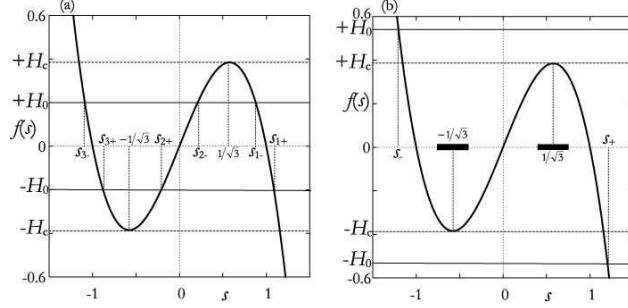 (a)
0.6
+H_c
+H_0
f(s)
0
-H_0
-H_c
-0.6
s_3-
s_3+
-1/√3
s_2+
s_2-
1/√3
s_1-
s_1+
-1
0
s
1
(b)
0.6
+H_0
+H_c
f(s)
0
-H_c
-H_0
-0.6
s_-
-1/√3
1/√3
s_+
-1
0
s
1